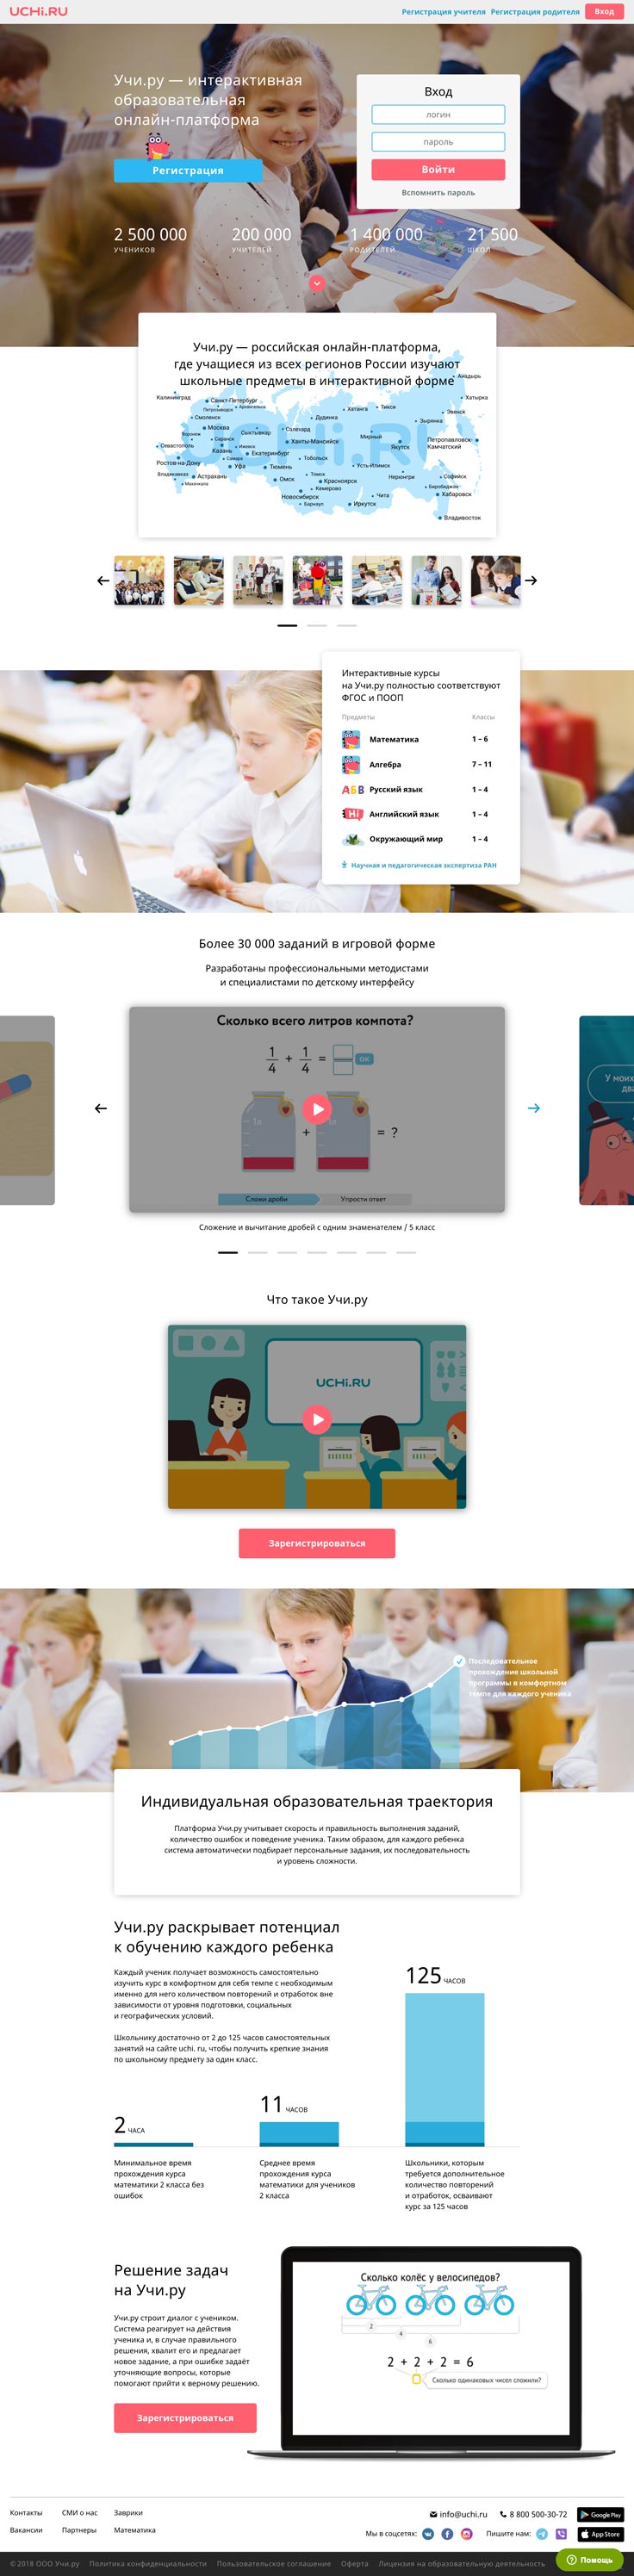 UCHi.RU
Регистрация учителя Регистрация родителя Вход
Учи.ру — интерактивная
образовательная
онлайн-платформа
Регистрация
Вход
логин
пароль
Войти
Вспомнить пароль
2 500 000
УЧЕНИКОВ
200 000
УЧИТЕЛЕЙ
1 400 000
РОДИТЕЛЕЙ
21 500
ШКОЛ
Учи.ру — российская онлайн-платформа,
где учащиеся из всех регионов России изучают
школьные предметы в интерактивной форме
UCHi.RU
Анадырь
Калининград
Санкт-Петербург
Хатырка
Петрозаводск
Архангельск
Хатанга
Тикси
Эвенск
Смоленск
Дудинка
Зырянка
Москва
Сыктывкар
Салехард
Воронеж
Мирный
Саранск
Ханты-Мансийск
Петропавловск-
Камчатский
Севастополь
Казань
Ижевск
Якутск
Екатеринбург
Самара
Тобольск
Ростов-на-Дону
Уфа
Тюмень
Усть-Илимск
Владикавказ
Астрахань
Томск
Нерюнгри
Софийск
Махачкала
Омск
Красноярск
Кемерово
Биробиджан
Новосибирск
Чита
Хабаровск
Барнаул
Иркутск
Владивосток
Интерактивные курсы
на Учи.ру полностью соответствуют
ФГОС и ПООП
Предметы Классы
Математика 1 – 6
Алгебра 7 – 11
АБВ Русский язык 1 – 4
Hi Английский язык 1 – 4
Окружающий мир 1 – 4
Научная и педагогическая экспертиза РАН
Более 30 000 заданий в игровой форме
Разработаны профессиональными методистами
и специалистами по детскому интерфейсу
Сколько всего литров компота?
1/4 + 1/4 = ОК
1л
1л
+ = ?
Сложи дроби Упрости ответ
У моих
два
Сложение и вычитание дробей с одним знаменателем / 5 класс
Что такое Учи.ру
UCHi.RU
Зарегистрироваться
Последовательное
прохождение школьной
программы в комфортном
темпе для каждого ученика
Индивидуальная образовательная траектория
Платформа Учи.ру учитывает скорость и правильность выполнения заданий,
количество ошибок и поведение ученика. Таким образом, для каждого ребенка
система автоматически подбирает персональные задания, их последовательность
и уровень сложности.
Учи.ру раскрывает потенциал
к обучению каждого ребенка
Каждый ученик получает возможность самостоятельно
изучить курс в комфортном для себя темпе с необходимым
именно для него количеством повторений и отработок вне
зависимости от уровня подготовки, социальных
и географических условий.
Школьнику достаточно от 2 до 125 часов самостоятельных
занятий на сайте uchi. ru, чтобы получить крепкие знания
по школьному предмету за один класс.
125 ЧАСОВ
11 ЧАСОВ
2 ЧАСА
Минимальное время
прохождения курса
математики 2 класса без
ошибок
Среднее время
прохождения курса
математики для учеников
2 класса
Школьники, которым
требуется дополнительное
количество повторений
и отработок, осваивают
курс за 125 часов
Решение задач
на Учи.ру
Учи.ру строит диалог с учеником.
Система реагирует на действия
ученика и, в случае правильного
решения, хвалит его и предлагает
новое задание, а при ошибке задаёт
уточняющие вопросы, которые
помогают прийти к верному решению.
Зарегистрироваться
Сколько колёс у велосипедов?
2
4
6
2 + 2 + 2 = 6
Сколько одинаковых чисел сложили?
Контакты СМИ о нас Заврики
Вакансии Партнеры Математика
info@uchi.ru 8 800 500-30-72 Google Play
Мы в соцсетях: Пишите нам: App Store
© 2018 ООО Учи.ру Политика конфиденциальности Пользовательское соглашение Оферта Лицензия на образовательную деятельность
Помощь